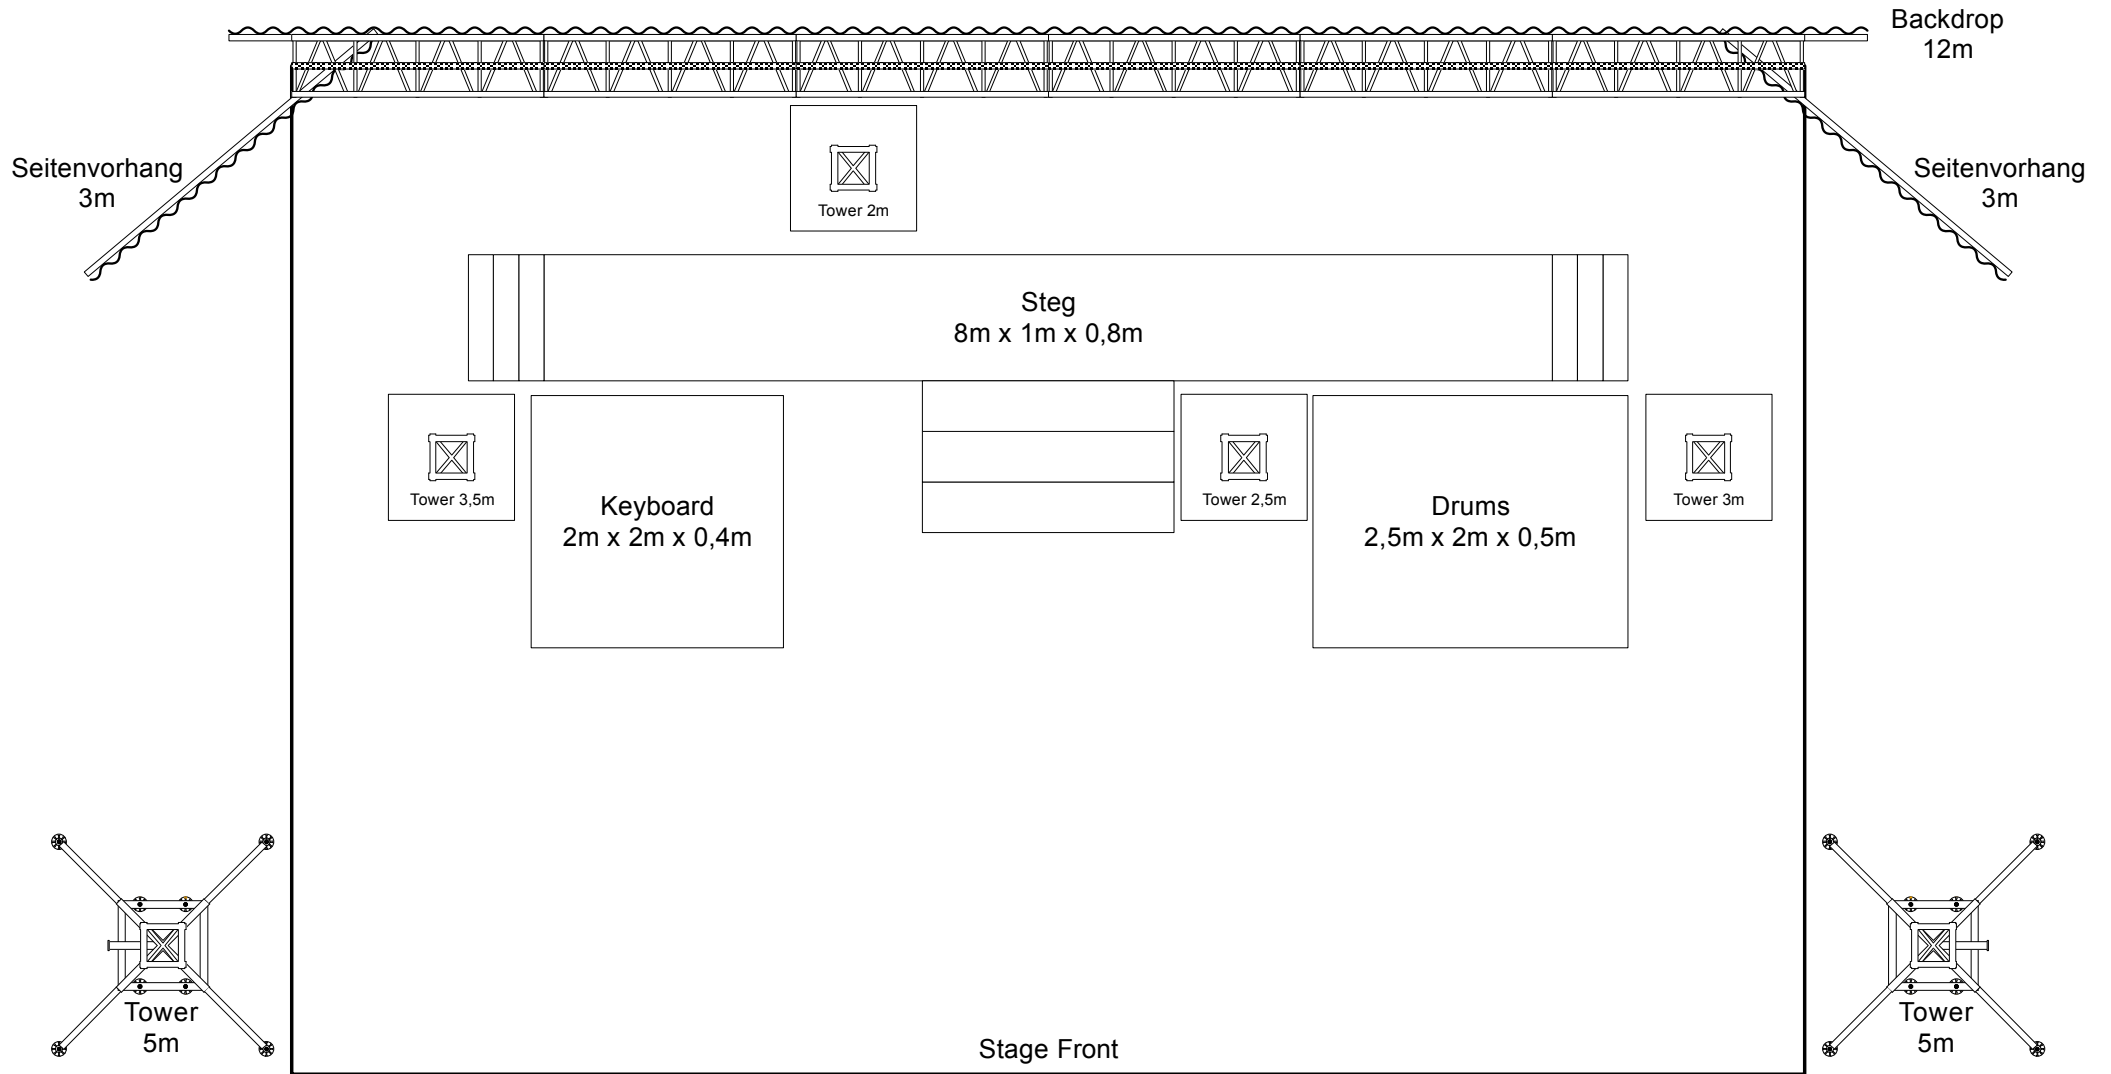 Backdrop
12m
Seitenvorhang
3m
Seitenvorhang
3m
Tower 2m
Steg
8m x 1m x 0,8m
Tower 3,5m
Keyboard
2m x 2m x 0,4m
Tower 2,5m
Drums
2,5m x 2m x 0,5m
Tower 3m
Tower
5m
Stage Front
Tower
5m